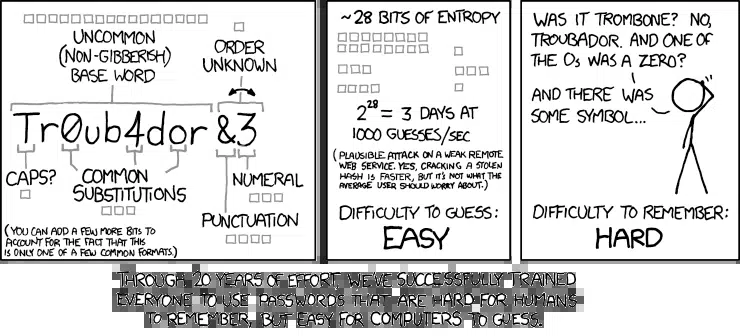 UNCOMMON
(NON-GIBBERISH)
BASE WORD
ORDER
UNKNOWN
Tr0ub4dor &3
CAPS?
COMMON
SUBSTITUTIONS
NUMERAL
PUNCTUATION
(YOU CAN ADD A FEW MORE BITS TO
ACCOUNT FOR THE FACT THAT THIS
IS ONLY ONE OF A FEW COMMON FORMATS.)
~28 BITS OF ENTROPY
2^28 = 3 DAYS AT
1000 GUESSES/SEC
(PLAUSIBLE ATTACK ON A WEAK REMOTE
WEB SERVICE. YES, CRACKING A STOLEN
HASH IS FASTER, BUT IT'S NOT WHAT THE
AVERAGE USER SHOULD WORRY ABOUT.)
DIFFICULTY TO GUESS:
EASY
WAS IT TROMBONE? NO,
TROUBADOR. AND ONE OF
THE Os WAS A ZERO?
AND THERE WAS
SOME SYMBOL...
DIFFICULTY TO REMEMBER:
HARD
THROUGH 20 YEARS OF EFFORT, WE'VE SUCCESSFULLY TRAINED
EVERYONE TO USE PASSWORDS THAT ARE HARD FOR HUMANS
TO REMEMBER, BUT EASY FOR COMPUTERS TO GUESS.